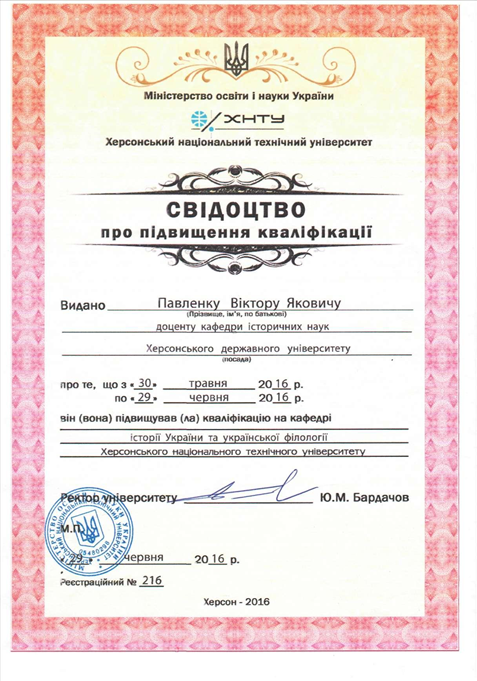 Міністерство освіти і науки України
ХНТУ
Херсонський національний технічний університет
СВІДОЦТВО
про підвищення кваліфікації
Видано Павленку Віктору Яковичу
(Прізвище, ім'я, по батькові)
доценту кафедри історичних наук
Херсонського державного університету
(посада)
про те, що з «30» травня 2016 р.
по «29» червня 2016 р.
він (вона) підвищував (ла) кваліфікацію на кафедрі
історії України та української філології
Херсонського національного технічного університету
Ректор університету Ю.М. Бардачов
М.П.
«29» червня 2016 р.
Реєстраційний № 216
05480298
Херсон - 2016